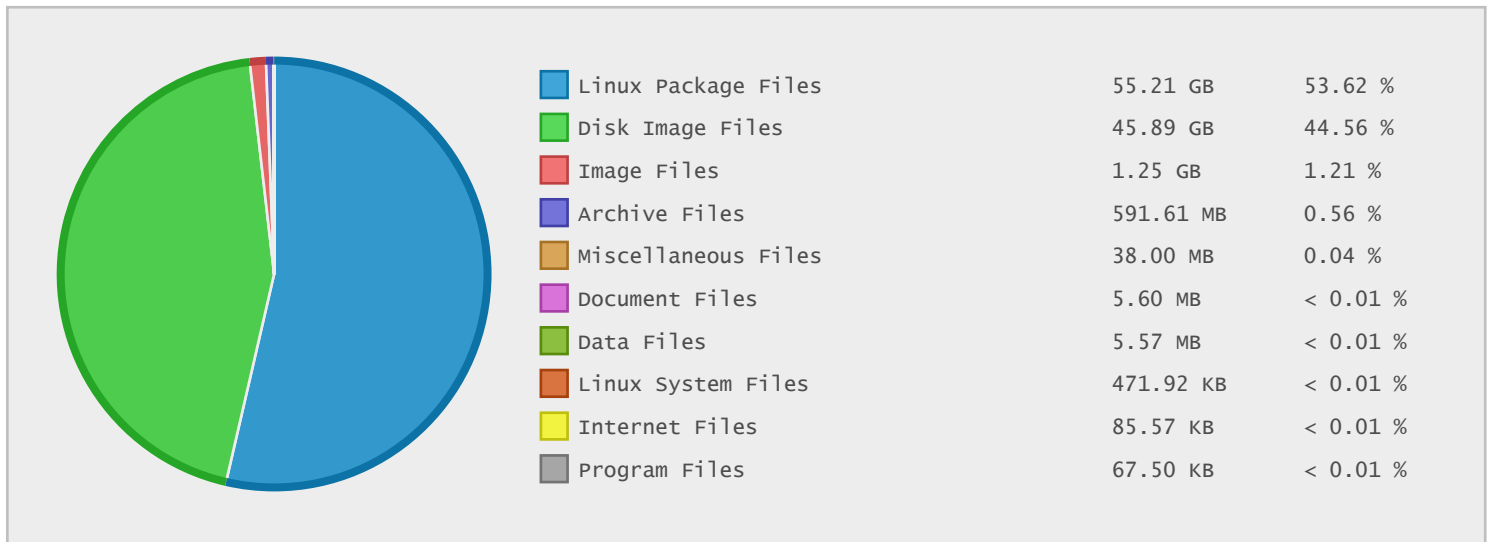 Linux Package Files 55.21 GB 53.62 %
Disk Image Files 45.89 GB 44.56 %
Image Files 1.25 GB 1.21 %
Archive Files 591.61 MB 0.56 %
Miscellaneous Files 38.00 MB 0.04 %
Document Files 5.60 MB < 0.01 %
Data Files 5.57 MB < 0.01 %
Linux System Files 471.92 KB < 0.01 %
Internet Files 85.57 KB < 0.01 %
Program Files 67.50 KB < 0.01 %